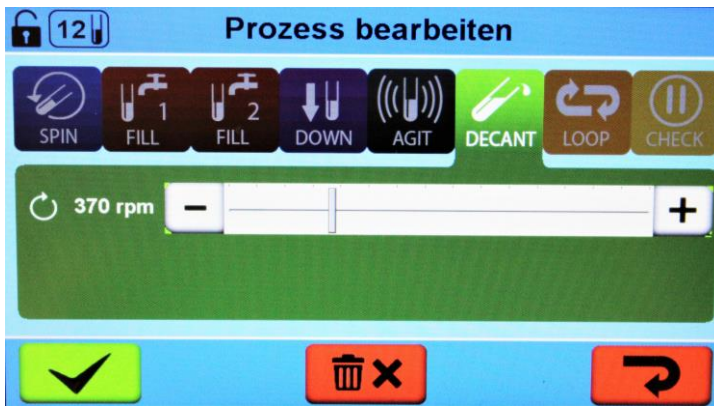 12
Prozess bearbeiten
SPIN
1
FILL
2
FILL
DOWN
AGIT
DECANT
LOOP
CHECK
370 rpm